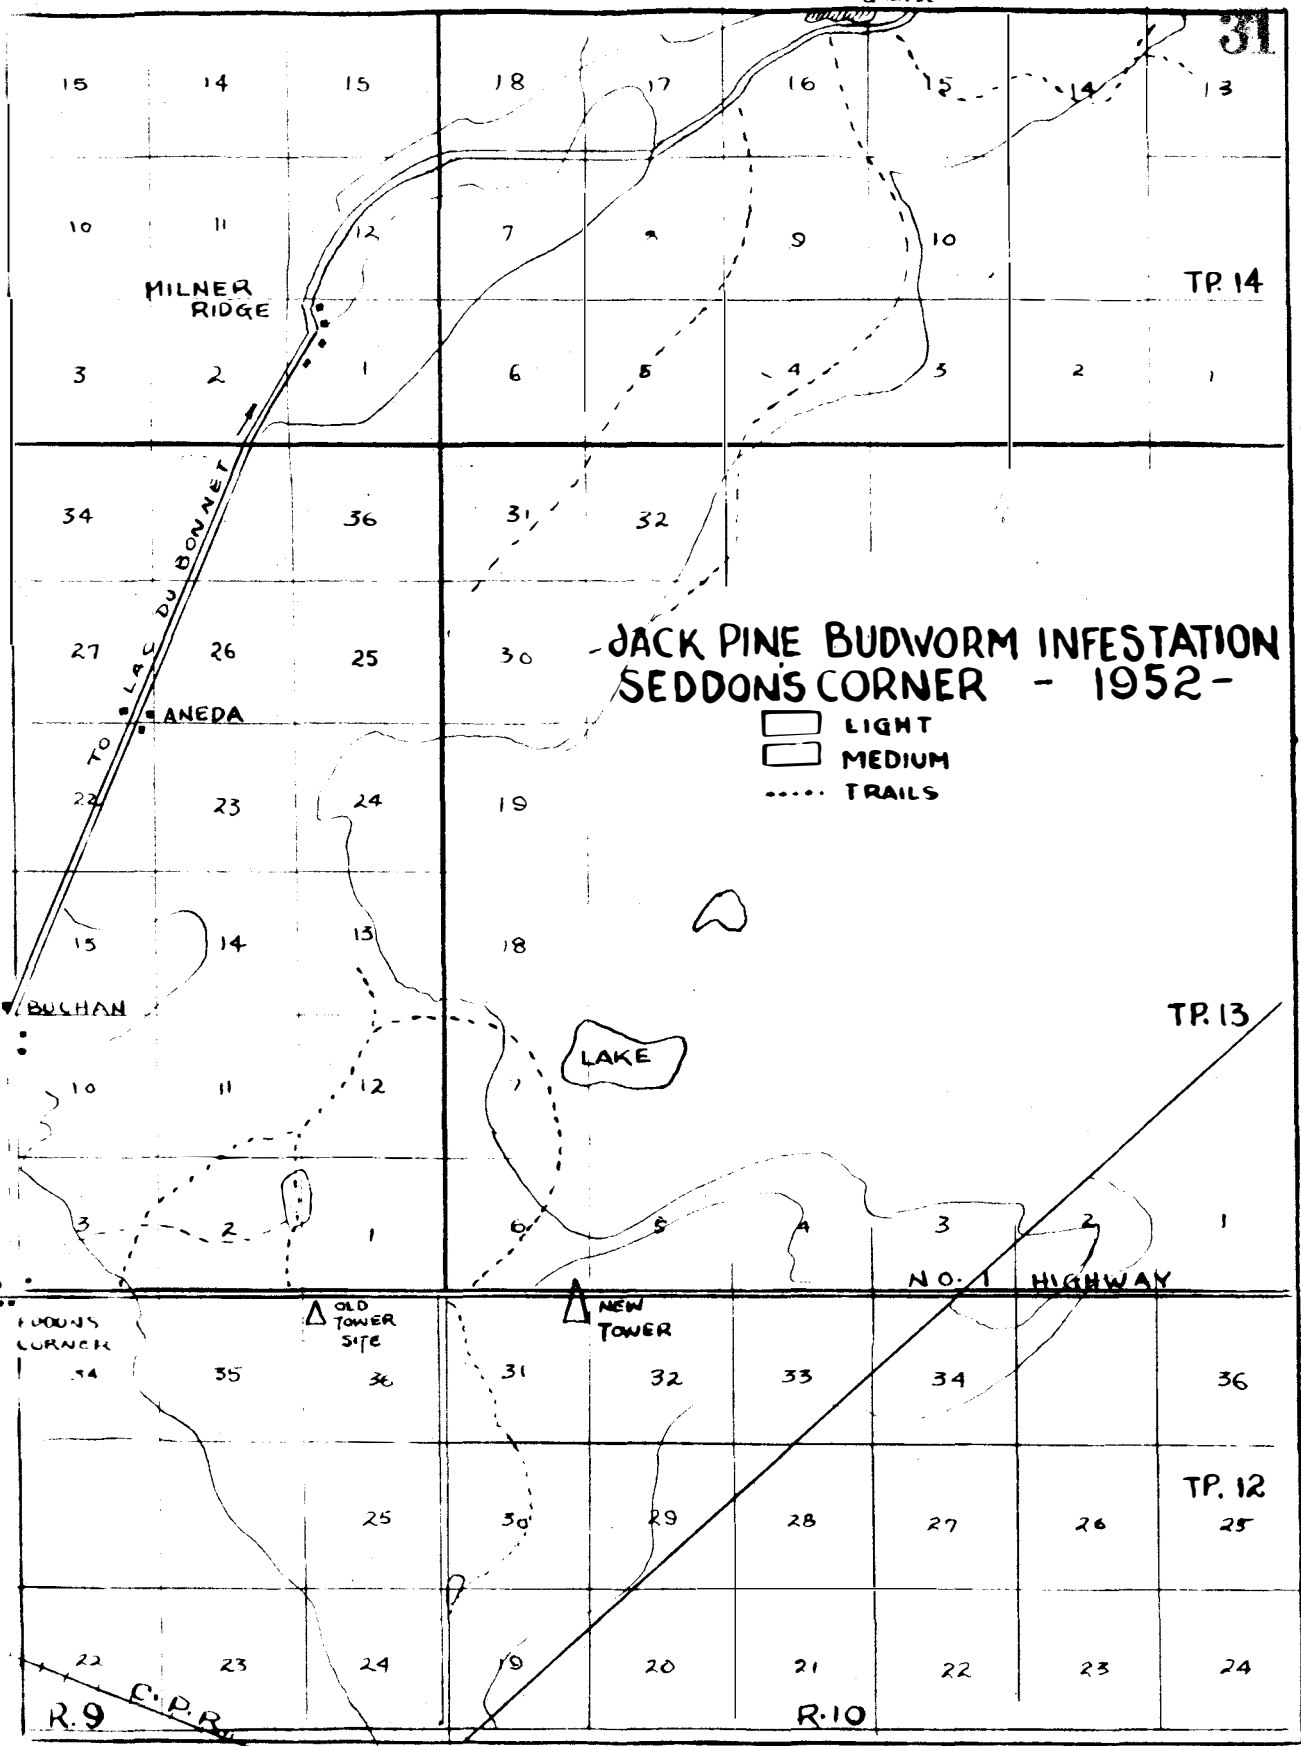 31
15 14 15 18 17 16 15 14 13
10 11 12 7 9 10
MILNER
RIDGE
TP. 14
3 2 1 6 5 4 3 2 1
34 36 31 32
TO LAC DU BONNET
27 26 25 30
JACK PINE BUDWORM INFESTATION
SEDDON'S CORNER - 1952-
LIGHT
MEDIUM
TRAILS
ANEDA
22 23 24 19
15 14 13 18
BUCHAN
TP. 13
LAKE
10 11 12 7
3 2 1 6 5 4 3 2 1
NO. 1 HIGHWAY
OLD
TOWER
SITE
NEW
TOWER
CORNER
34 35 36 31 32 33 34 36
TP. 12
25 30 29 28 27 26 25
22 23 24 19 20 21 22 23 24
C.P.R.
R.9 R.10